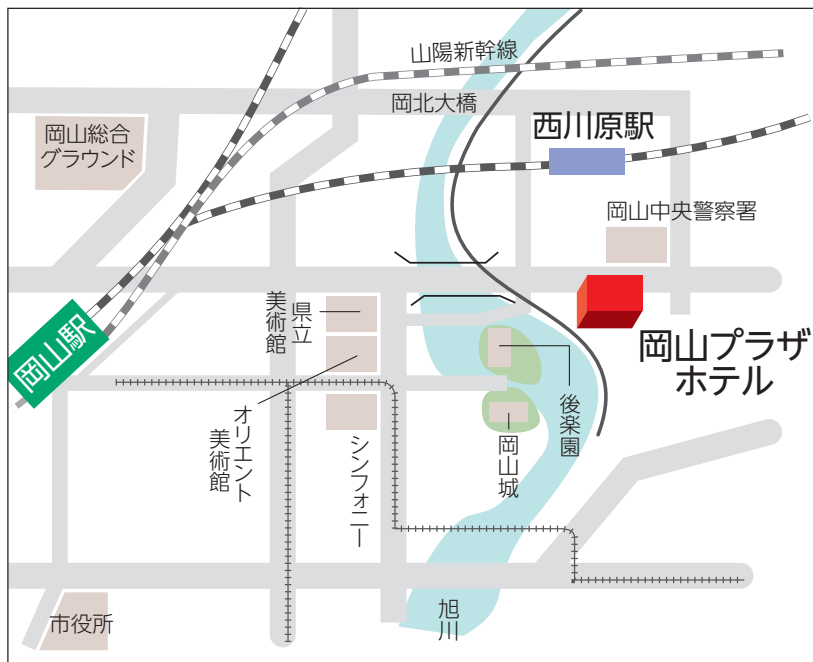 山陽新幹線
岡北大橋
西川原駅
岡山総合
グラウンド
岡山中央警察署
県立
美術館
岡山駅
岡山プラザ
ホテル
オリエント
美術館
シンフォニー
後楽園
岡山城
旭川
市役所